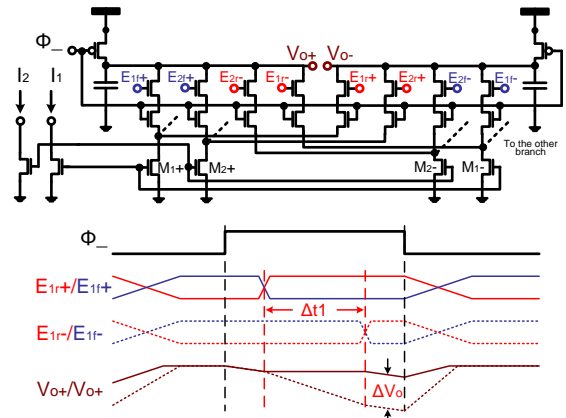 Φ_
Vo+ Vo-
I2 I1
E1f+ E2f+ E2r- E1r- E1r+ E2r+ E2f- E1f-
To the other
branch
M1+ M2+ M2- M1-
Φ_
E1r+/E1f+
Δt1
E1r-/E1f-
Vo+/Vo+
ΔVo